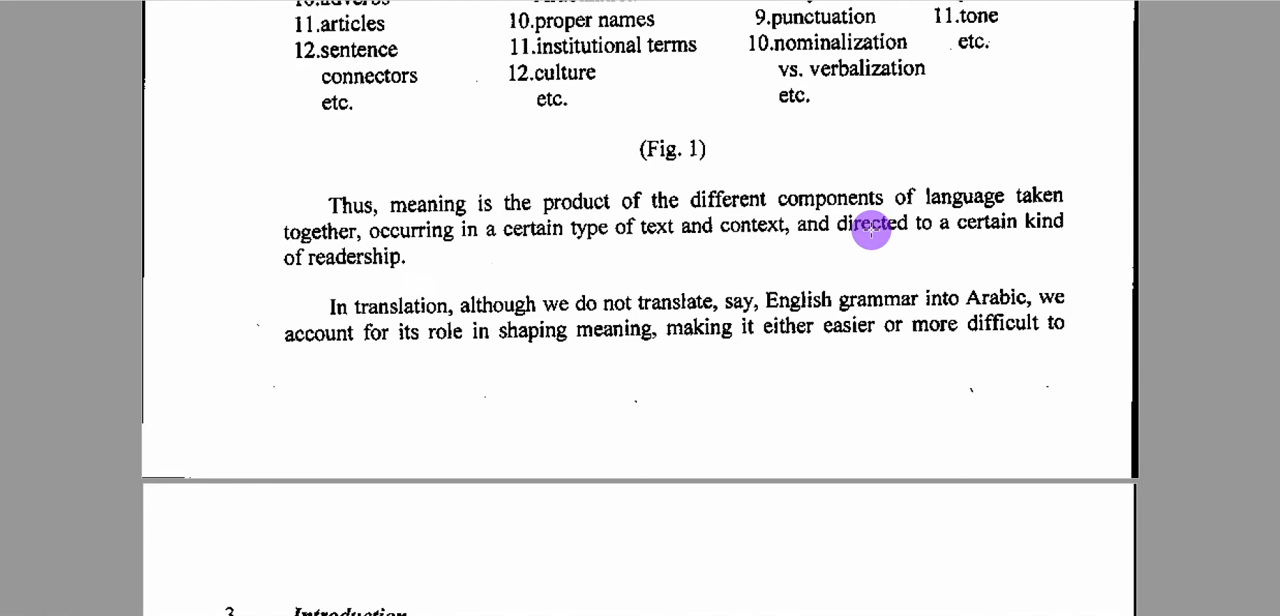 11.articles 10.proper names 9.punctuation 11.tone
12.sentence 11.institutional terms 10.nominalization etc.
connectors 12.culture vs. verbalization
etc. etc. etc.
(Fig. 1)
Thus, meaning is the product of the different components of language taken
together, occurring in a certain type of text and context, and directed to a certain kind
of readership.
In translation, although we do not translate, say, English grammar into Arabic, we
account for its role in shaping meaning, making it either easier or more difficult to
Introduction